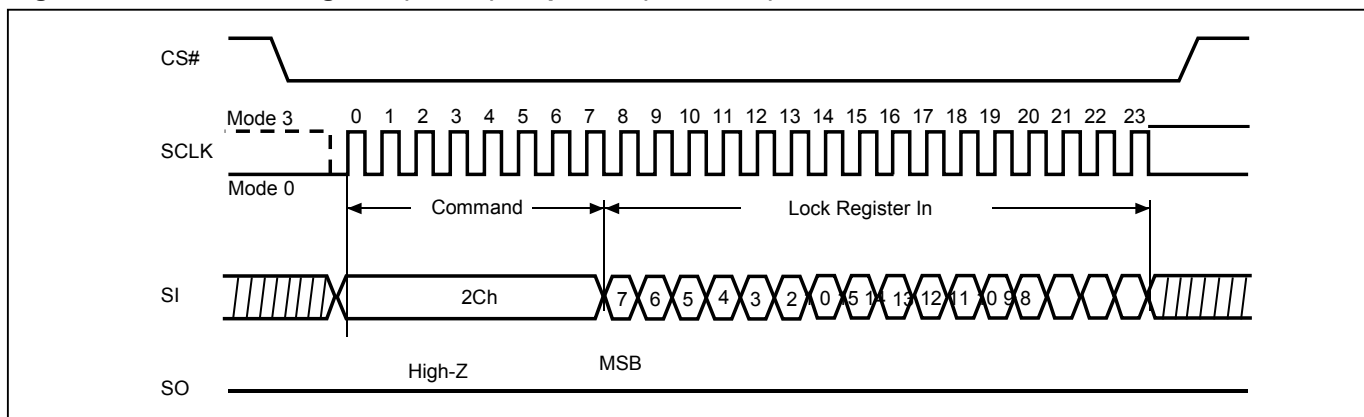 CS#
Mode 3
0 1 2 3 4 5 6 7 8 9 10 11 12 13 14 15 16 17 18 19 20 21 22 23
SCLK
Mode 0
Command
Lock Register In
SI
2Ch
7 6 5 4 3 2 1 0 15 14 13 12 11 10 9 8
High-Z
MSB
SO